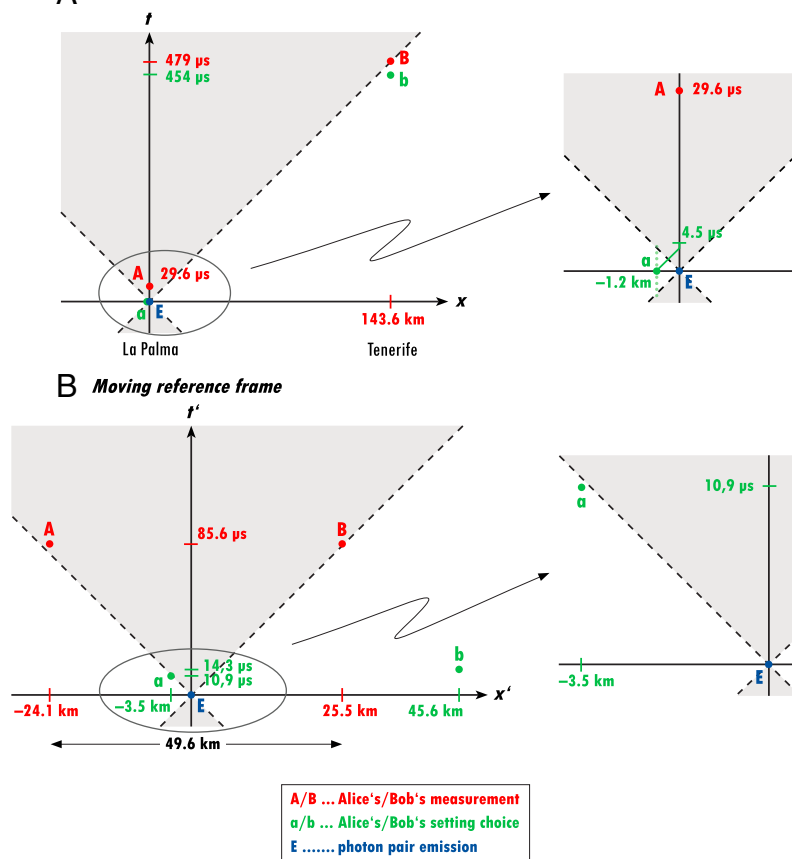 A
t
479 µs
454 µs
B
b
A
29.6 µs
a
E
x
143.6 km
La Palma
Tenerife
A
29.6 µs
4.5 µs
a
E
−1.2 km
B Moving reference frame
t‘
A
B
85.6 µs
a
14,3 µs
10,9 µs
b
E
x‘
−24.1 km
−3.5 km
25.5 km
45.6 km
49.6 km
10,9 µs
a
E
−3.5 km
A/B ... Alice‘s/Bob‘s measurement
a/b ... Alice‘s/Bob‘s setting choice
E ....... photon pair emission